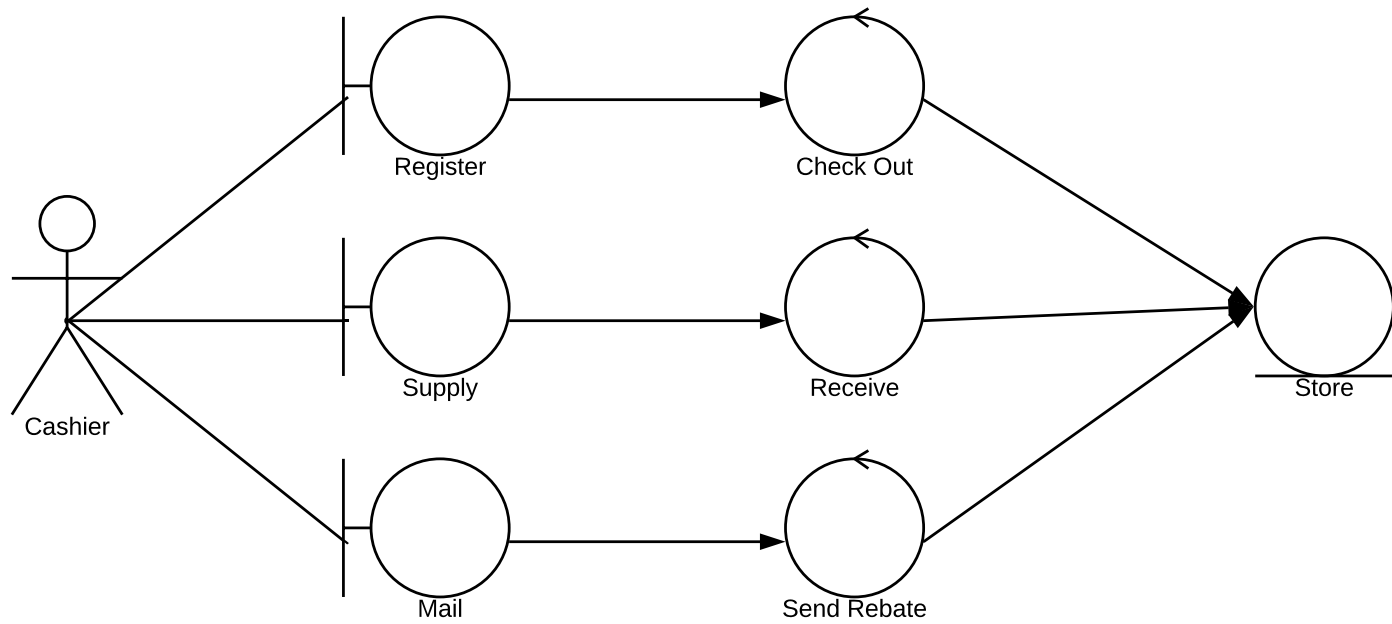 Register
Check Out
Cashier
Supply
Receive
Store
Mail
Send Rebate